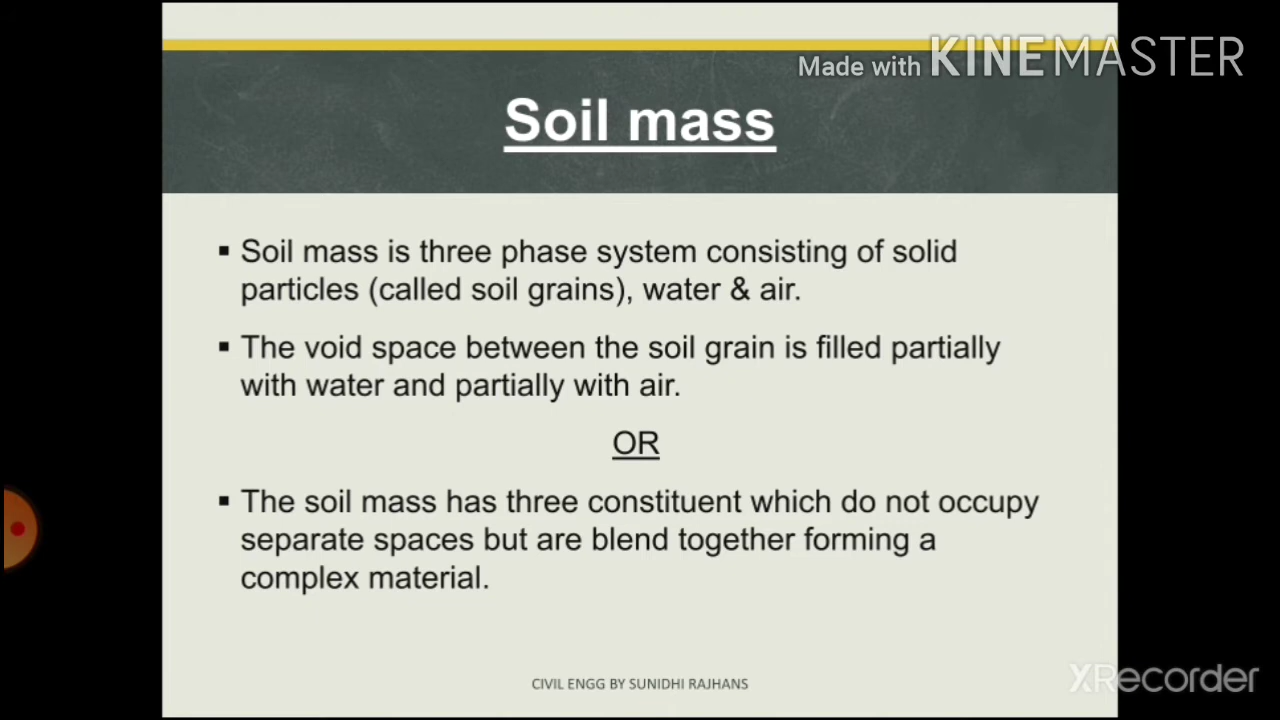 Made with KINEMASTER
Soil mass
▪ Soil mass is three phase system consisting of solid
particles (called soil grains), water & air.
▪ The void space between the soil grain is filled partially
with water and partially with air.
OR
▪ The soil mass has three constituent which do not occupy
separate spaces but are blend together forming a
complex material.
CIVIL ENGG BY SUNIDHI RAJHANS
XRecorder